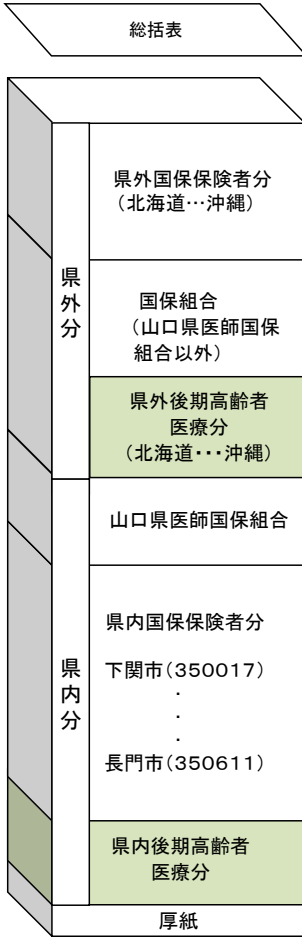 総括表
県外分
県外国保保険者分
(北海道…沖縄)
国保組合
(山口県医師国保
組合以外)
県外後期高齢者
医療分
(北海道・・・沖縄)
県内分
山口県医師国保組合
県内国保保険者分
下関市(350017)
.
.
.
長門市(350611)
県内後期高齢者
医療分
厚紙